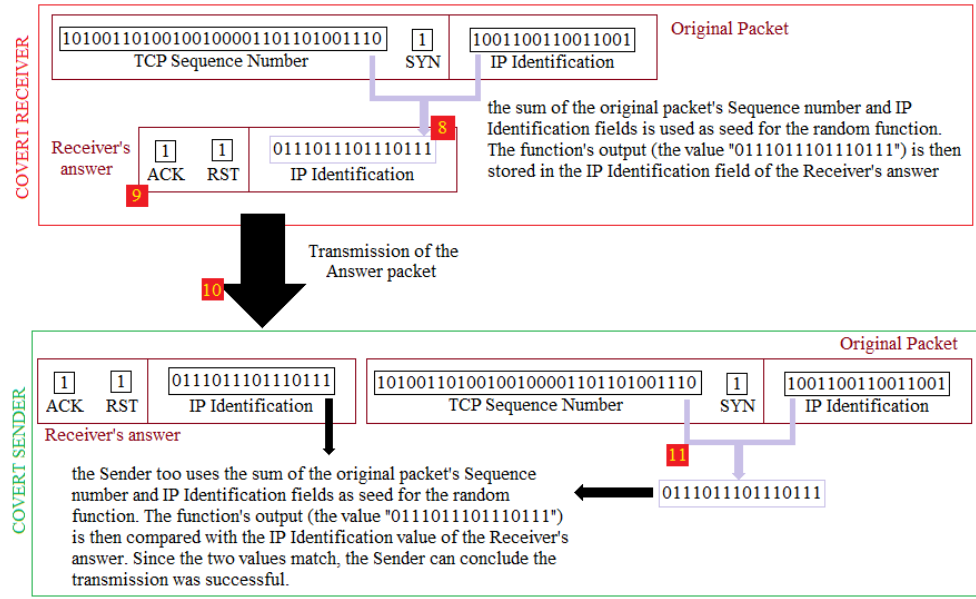 COVERT RECEIVER
Original Packet
10100110100100100001101101001110
TCP Sequence Number
1
SYN
1001100110011001
IP Identification
the sum of the original packet's Sequence number and IP
Identification fields is used as seed for the random function.
The function's output (the value "0111011101110111") is then
stored in the IP Identification field of the Receiver's answer
8
Receiver's
answer
1
ACK
1
RST
0111011101110111
IP Identification
9
Transmission of the
Answer packet
10
COVERT SENDER
Original Packet
1
ACK
1
RST
0111011101110111
IP Identification
Receiver's answer
10100110100100100001101101001110
TCP Sequence Number
1
SYN
1001100110011001
IP Identification
11
0111011101110111
the Sender too uses the sum of the original packet's Sequence
number and IP Identification fields as seed for the random
function. The function's output (the value "0111011101110111")
is then compared with the IP Identification value of the Receiver's
answer. Since the two values match, the Sender can conclude the
transmission was successful.